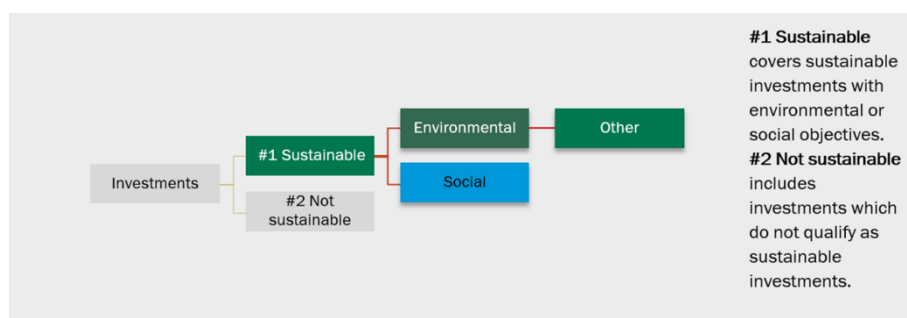 Investments
#1 Sustainable
#2 Not
sustainable
Environmental
Social
Other
#1 Sustainable
covers sustainable
investments with
environmental or
social objectives.
#2 Not sustainable
includes
investments which
do not qualify as
sustainable
investments.